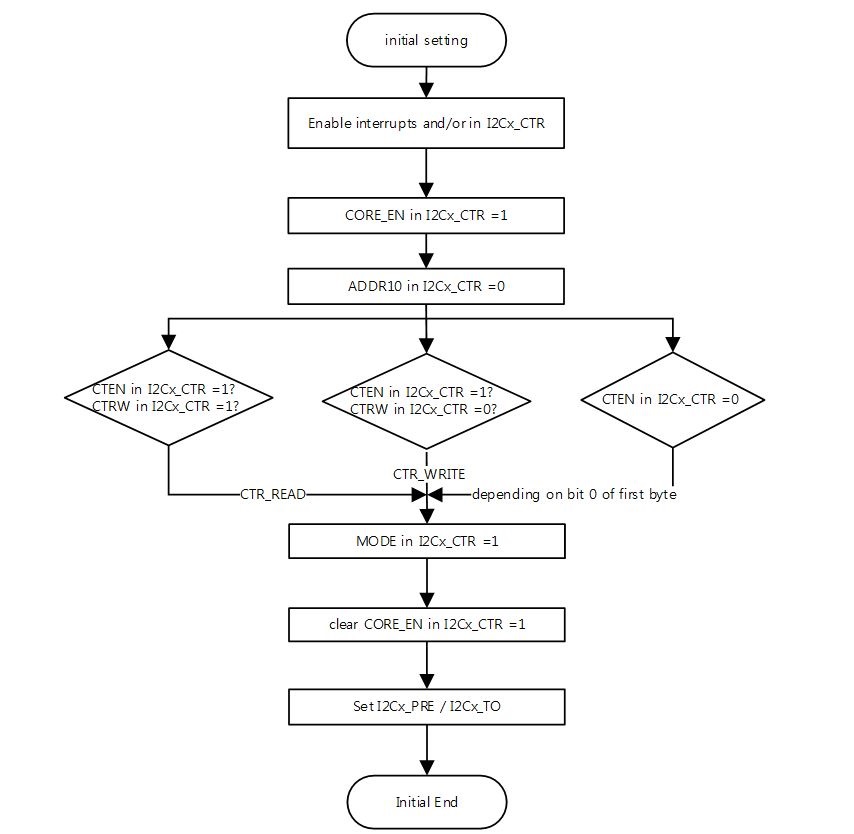 initial setting
Enable interrupts and/or in I2Cx_CTR
CORE_EN in I2Cx_CTR =1
ADDR10 in I2Cx_CTR =0
CTEN in I2Cx_CTR =1?
CTRW in I2Cx_CTR =1?
CTEN in I2Cx_CTR =1?
CTRW in I2Cx_CTR =0?
CTEN in I2Cx_CTR =0
CTR_WRITE
CTR_READ
depending on bit 0 of first byte
MODE in I2Cx_CTR =1
clear CORE_EN in I2Cx_CTR =1
Set I2Cx_PRE / I2Cx_TO
Initial End